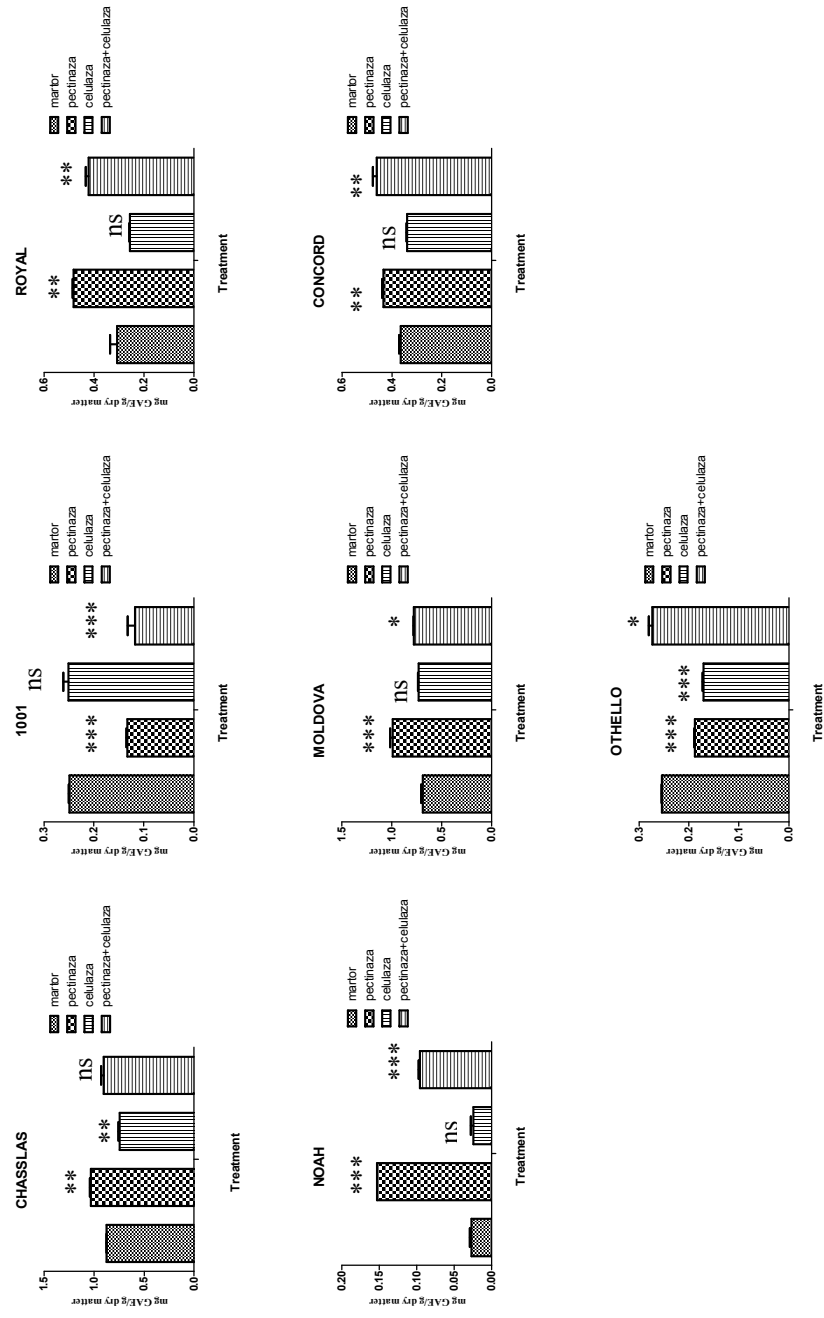 CHASSLAS
mg GAE/g/dry matter
1.5
1.0
0.5
0.0
**
**
ns
Treatment
martor
pectinaza
celulaza
pectinaza+celulaza
1001
mg GAE/g/dry matter
0.3
0.2
0.1
0.0
***
ns
***
Treatment
martor
pectinaza
celulaza
pectinaza+celulaza
ROYAL
mg GAE/g/dry matter
0.6
0.4
0.2
0.0
**
ns
**
Treatment
martor
pectinaza
celulaza
pectinaza+celulaza
NOAH
mg GAE/g/dry matter
0.20
0.15
0.10
0.05
0.00
***
ns
***
Treatment
martor
pectinaza
celulaza
pectinaza+celulaza
MOLDOVA
mg GAE/g/dry matter
1.5
1.0
0.5
0.0
***
ns
*
Treatment
martor
pectinaza
celulaza
pectinaza+celulaza
CONCORD
mg GAE/g/dry matter
0.6
0.4
0.2
0.0
**
ns
**
Treatment
martor
pectinaza
celulaza
pectinaza+celulaza
OTHELLO
mg GAE/g/dry matter
0.3
0.2
0.1
0.0
***
***
*
Treatment
martor
pectinaza
celulaza
pectinaza+celulaza